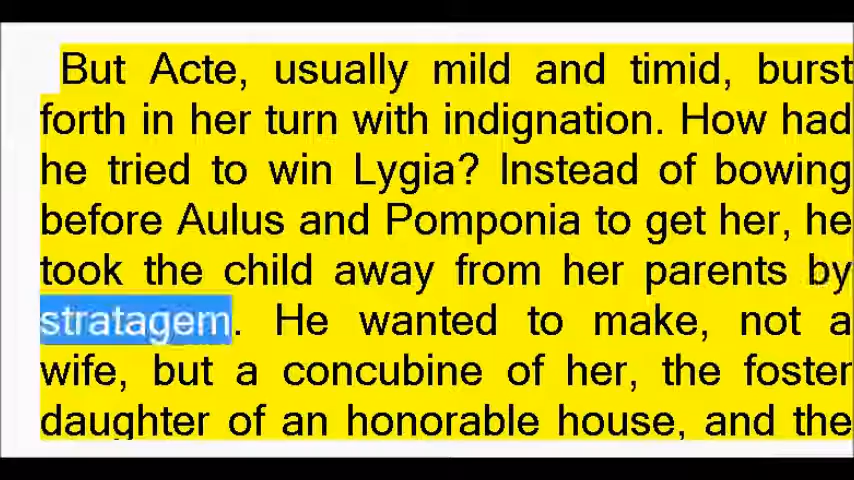 But Acte, usually mild and timid, burst
forth in her turn with indignation. How had
he tried to win Lygia? Instead of bowing
before Aulus and Pomponia to get her, he
took the child away from her parents by
stratagem. He wanted to make, not a
wife, but a concubine of her, the foster
daughter of an honorable house, and the